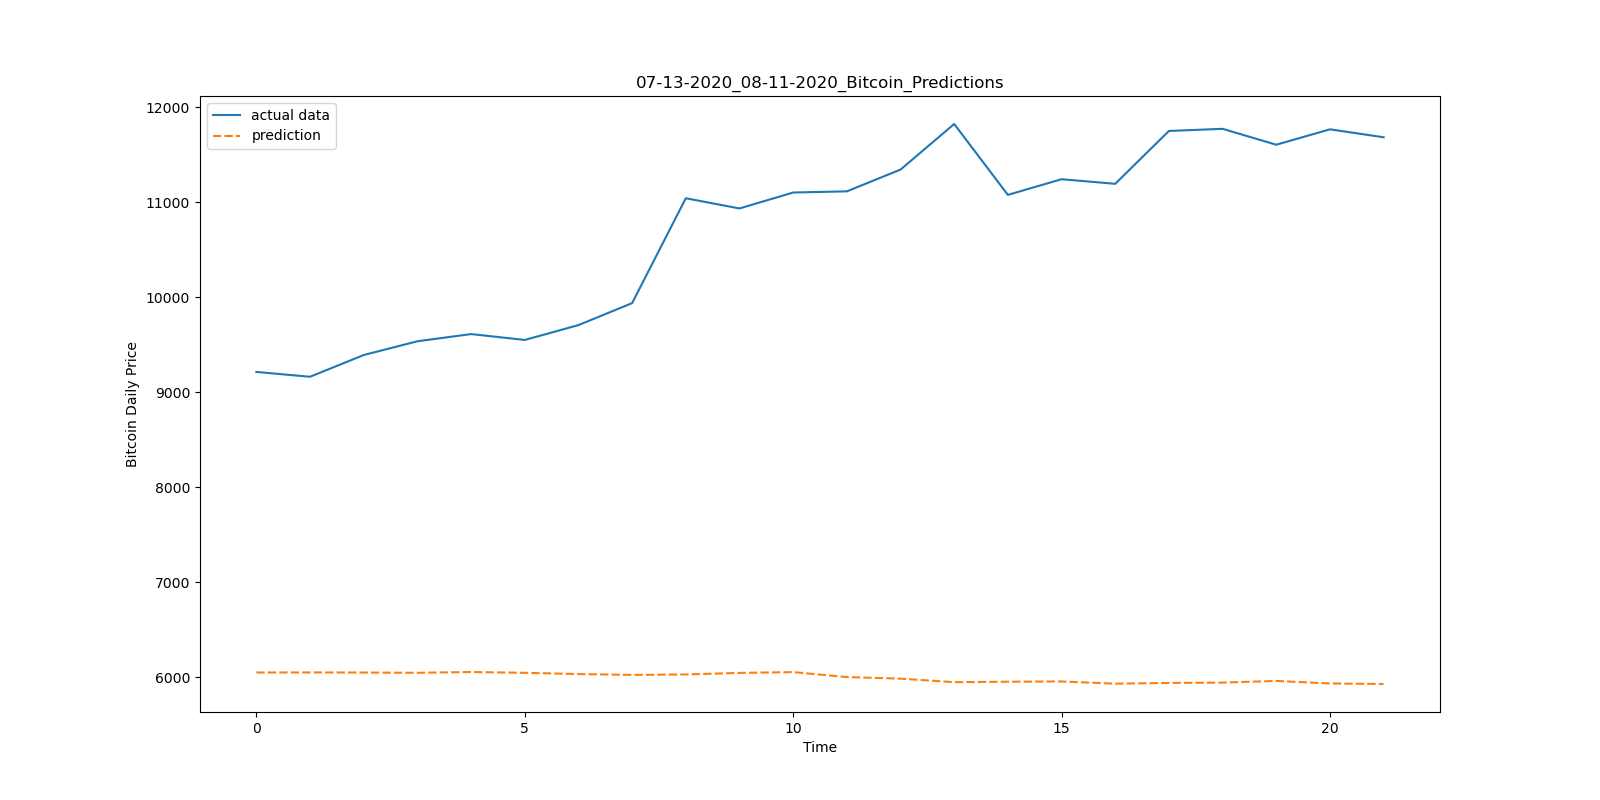 07-13-2020_08-11-2020_Bitcoin_Predictions
actual data
prediction
12000
11000
10000
9000
8000
7000
6000
Bitcoin Daily Price
0 5 10 15 20
Time